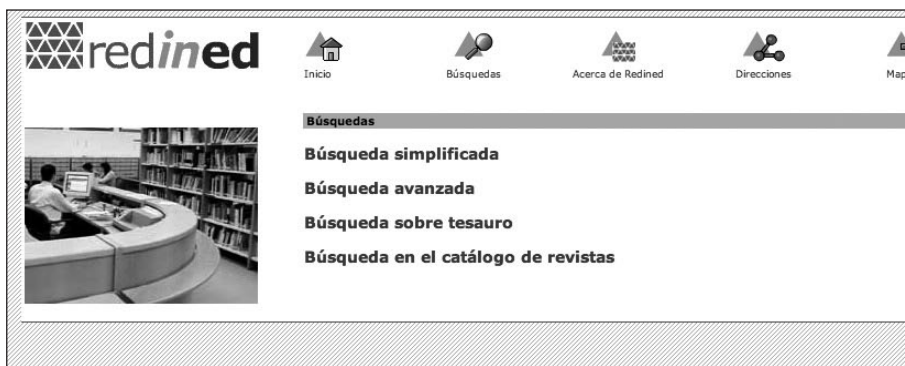 redined
Inicio
Búsquedas
Acerca de Redined
Direcciones
Búsquedas
Búsqueda simplificada
Búsqueda avanzada
Búsqueda sobre tesauro
Búsqueda en el catálogo de revistas